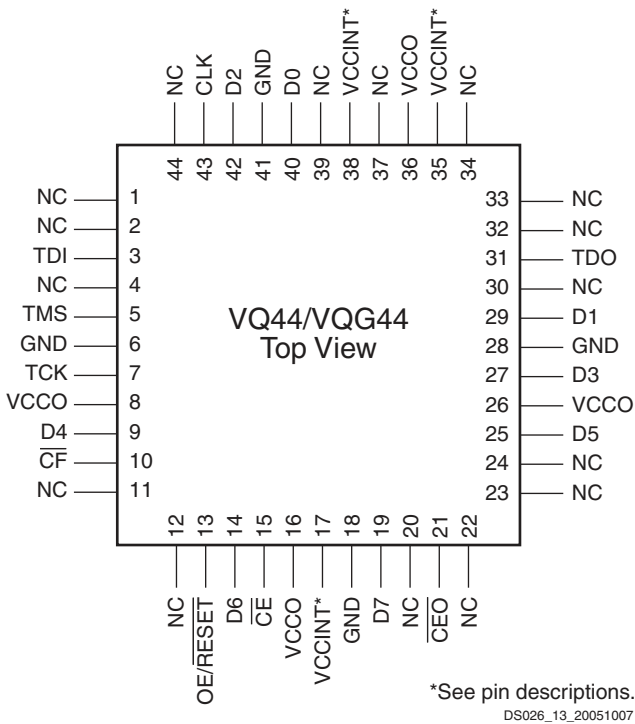 NC CLK D2 GND D0 NC VCCINT* NC VCCO VCCINT* NC
44 43 42 41 40 39 38 37 36 35 34
NC 1
NC 2
TDI 3
NC 4
TMS 5
GND 6
TCK 7
VCCO 8
D4 9
CF 10
NC 11
VQ44/VQG44
Top View
33 NC
32 NC
31 TDO
30 NC
29 D1
28 GND
27 D3
26 VCCO
25 D5
24 NC
23 NC
12 13 14 15 16 17 18 19 20 21 22
NC OE/RESET D6 CE VCCO VCCINT* GND D7 NC CEO NC
*See pin descriptions.
DS026_13_20051007